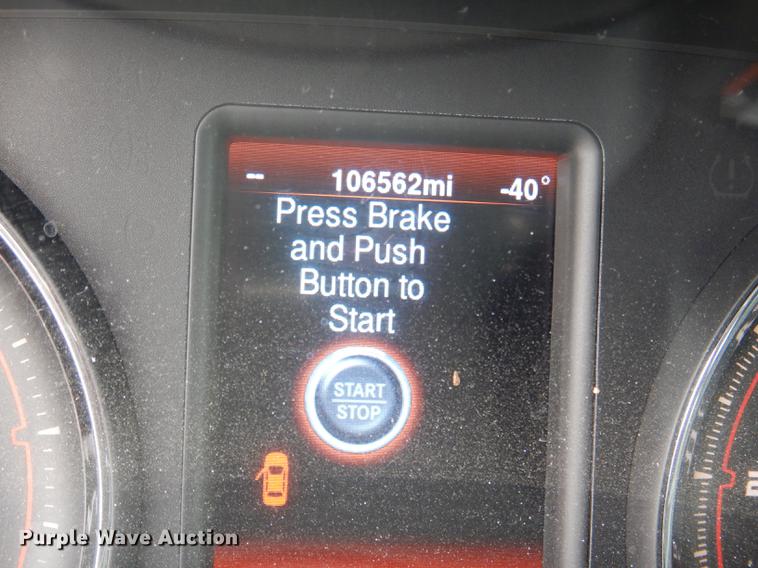 -- 106562mi -40°
Press Brake
and Push
Button to
Start
START
STOP
Purple Wave Auction